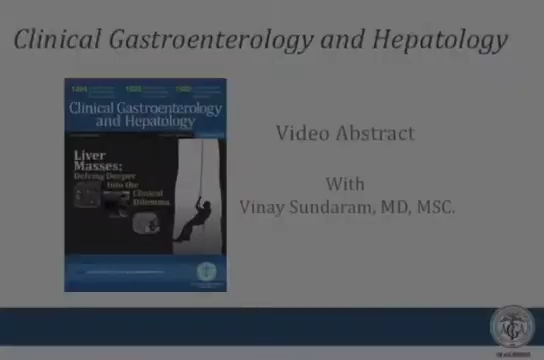 Clinical Gastroenterology and Hepatology
Clinical Gastroenterology
and Hepatology
Liver
Masses:
Delving Deeper
Into the
Clinical
Dilemma
Video Abstract
With
Vinay Sundaram, MD, MSC.